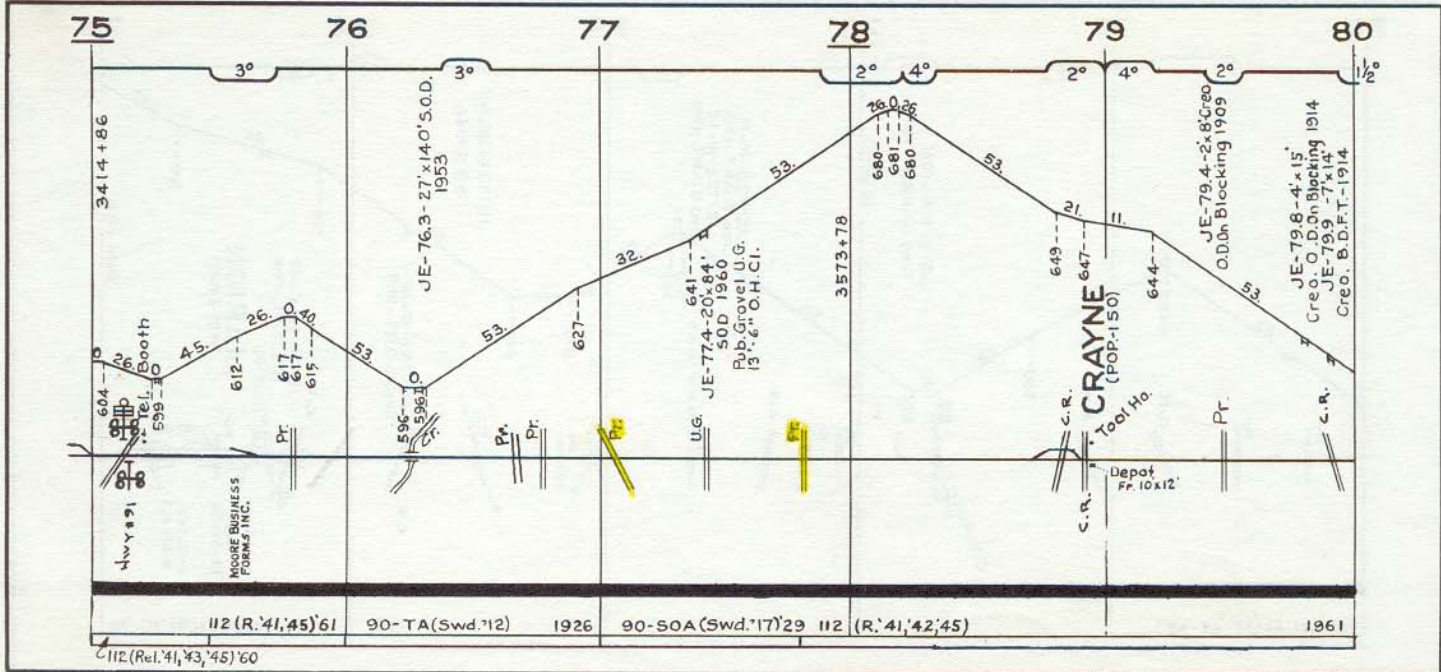 75 76 77 78 79 80
3° 3° 2° 4° 2° 4° 2° 1½°
3414+86
JE-76.3-27'x140' S.O.D.
1953
3573+78
JE-79.4-2'x8' Creo
O.D. On Blocking 1909
JE-79.8-4'x15'
Creo. O.D. On Blocking 1914
JE-79.9 -7'x14'
Creo. B.D.F.T.-1914
0 26. 0 45. 26. 0. 40. 53. 0. 53. 32. 53. 26. 0. 26. 53. 21. 11. 53.
604 599 612 617 617 615 596 596 627 641 680 681 680 649 647 644
JE-77.4-20'x84'
SOD 1960
Pub. Gravel U.G.
13'-6" O.H.Cl.
Tel. Booth
CRAYNE
(POP.-150)
Pr. Cr. Pr. Pr. Pr. U.G. Pr. C.R. Pr. C.R.
Tool Ho.
Depot
Fr. 10x12'
C.R.
Hwy #91
MOORE BUSINESS
FORMS INC.
112 (R.'41,'45)'61 90-TA (Swd.'12) 1926 90-SOA (Swd.'17)'29 112 (R.'41,'42,'45) 1961
112 (Rel.'41,'43,'45)'60